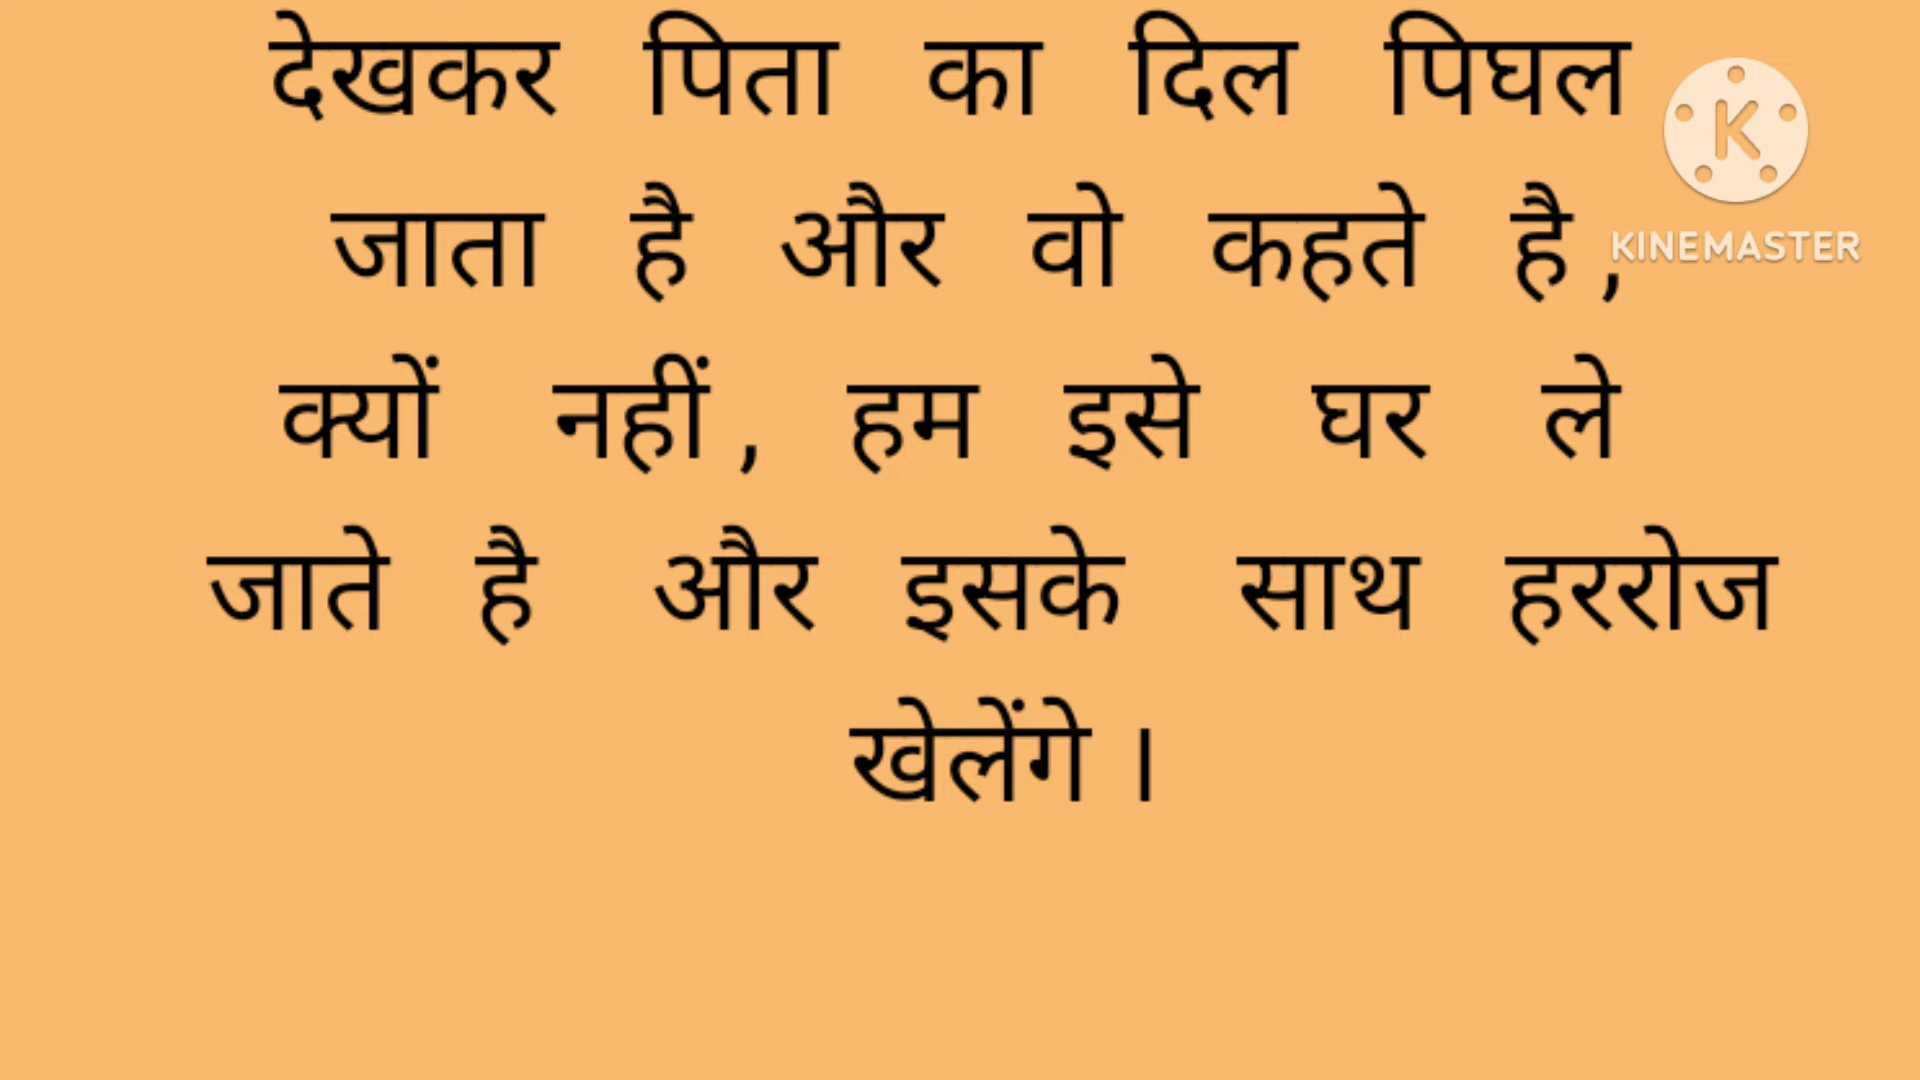 देखकर पिता का दिल पिघल
जाता है और वो कहते है ,
क्यों नहीं , हम इसे घर ले
जाते है और इसके साथ हररोज
खेलेंगे ।
K
KINEMASTER